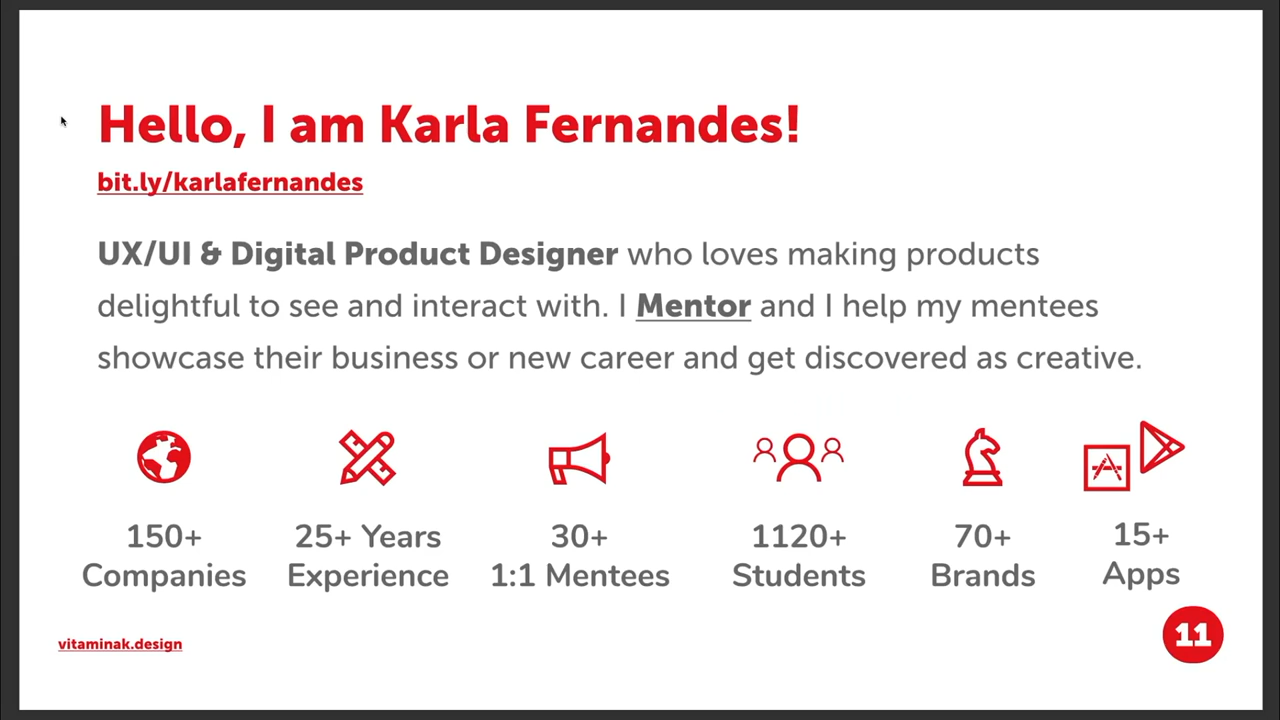 Hello, I am Karla Fernandes!
bit.ly/karlafernandes
UX/UI & Digital Product Designer who loves making products
delightful to see and interact with. I Mentor and I help my mentees
showcase their business or new career and get discovered as creative.
150+
Companies
25+ Years
Experience
30+
1:1 Mentees
1120+
Students
70+
Brands
15+
Apps
vitaminak.design
11